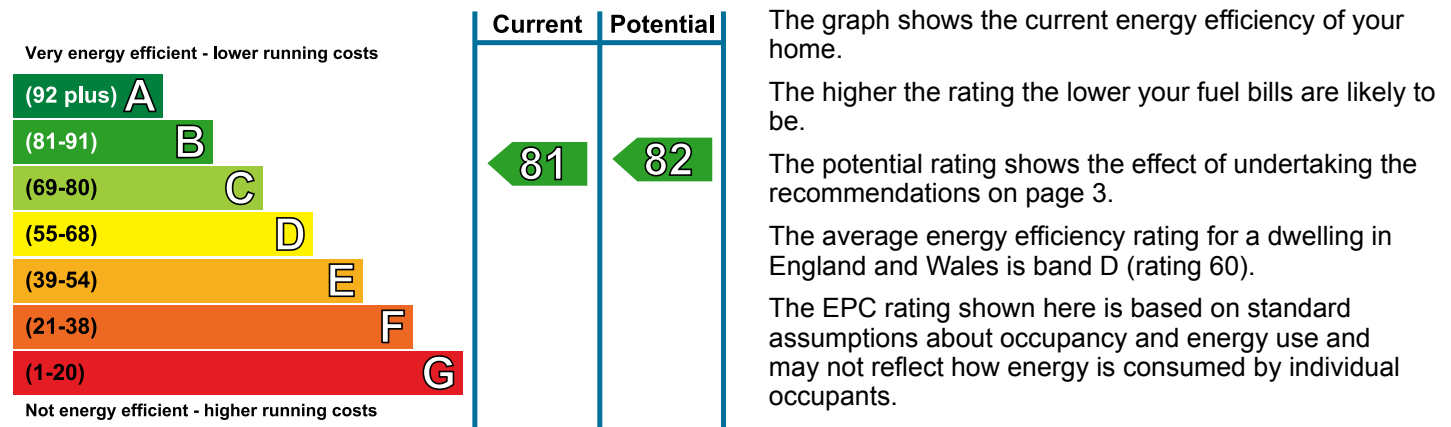 Current Potential
Very energy efficient - lower running costs
(92 plus) A
(81-91) B
(69-80) C
(55-68) D
(39-54) E
(21-38) F
(1-20) G
Not energy efficient - higher running costs
81 82
The graph shows the current energy efficiency of your
home.
The higher the rating the lower your fuel bills are likely to
be.
The potential rating shows the effect of undertaking the
recommendations on page 3.
The average energy efficiency rating for a dwelling in
England and Wales is band D (rating 60).
The EPC rating shown here is based on standard
assumptions about occupancy and energy use and
may not reflect how energy is consumed by individual
occupants.